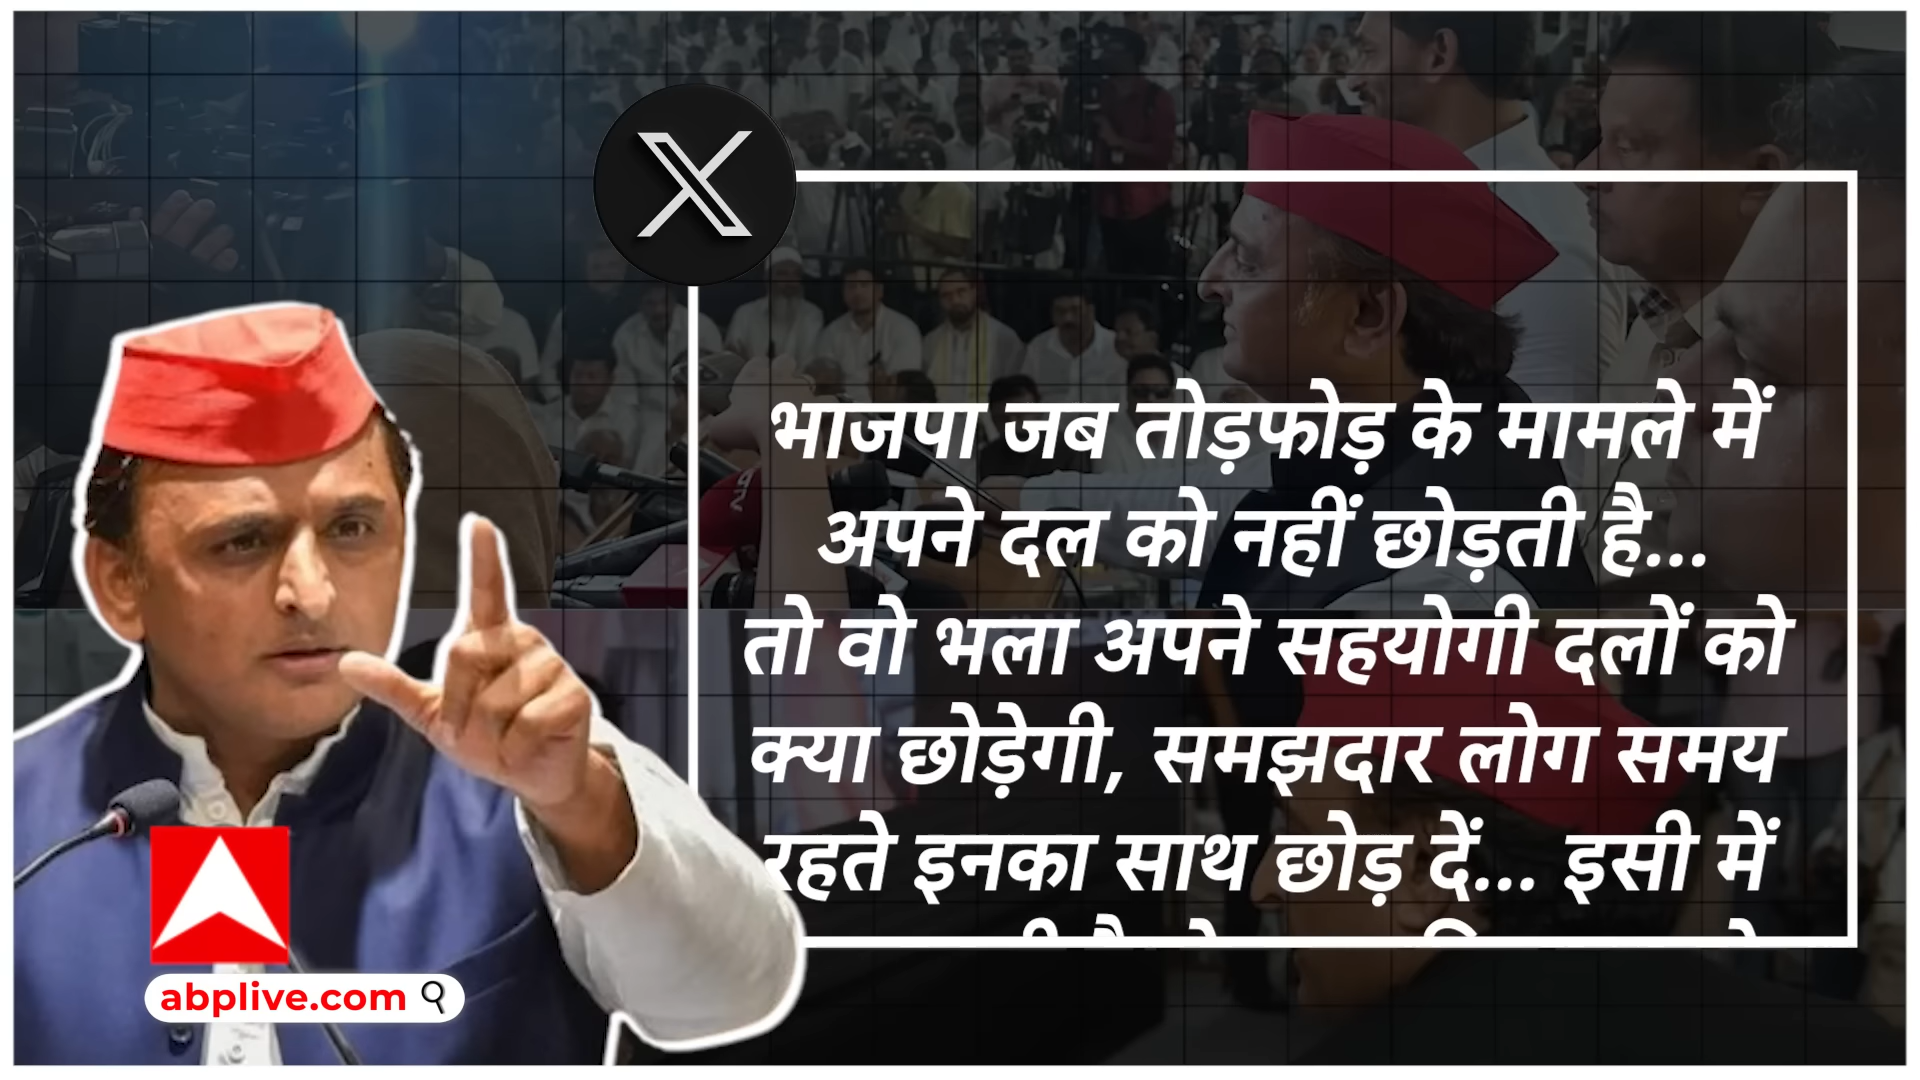 भाजपा जब तोड़फोड़ के मामले में
अपने दल को नहीं छोड़ती है...
तो वो भला अपने सहयोगी दलों को
क्या छोड़ेगी, समझदार लोग समय
रहते इनका साथ छोड़ दें... इसी में
abplive.com